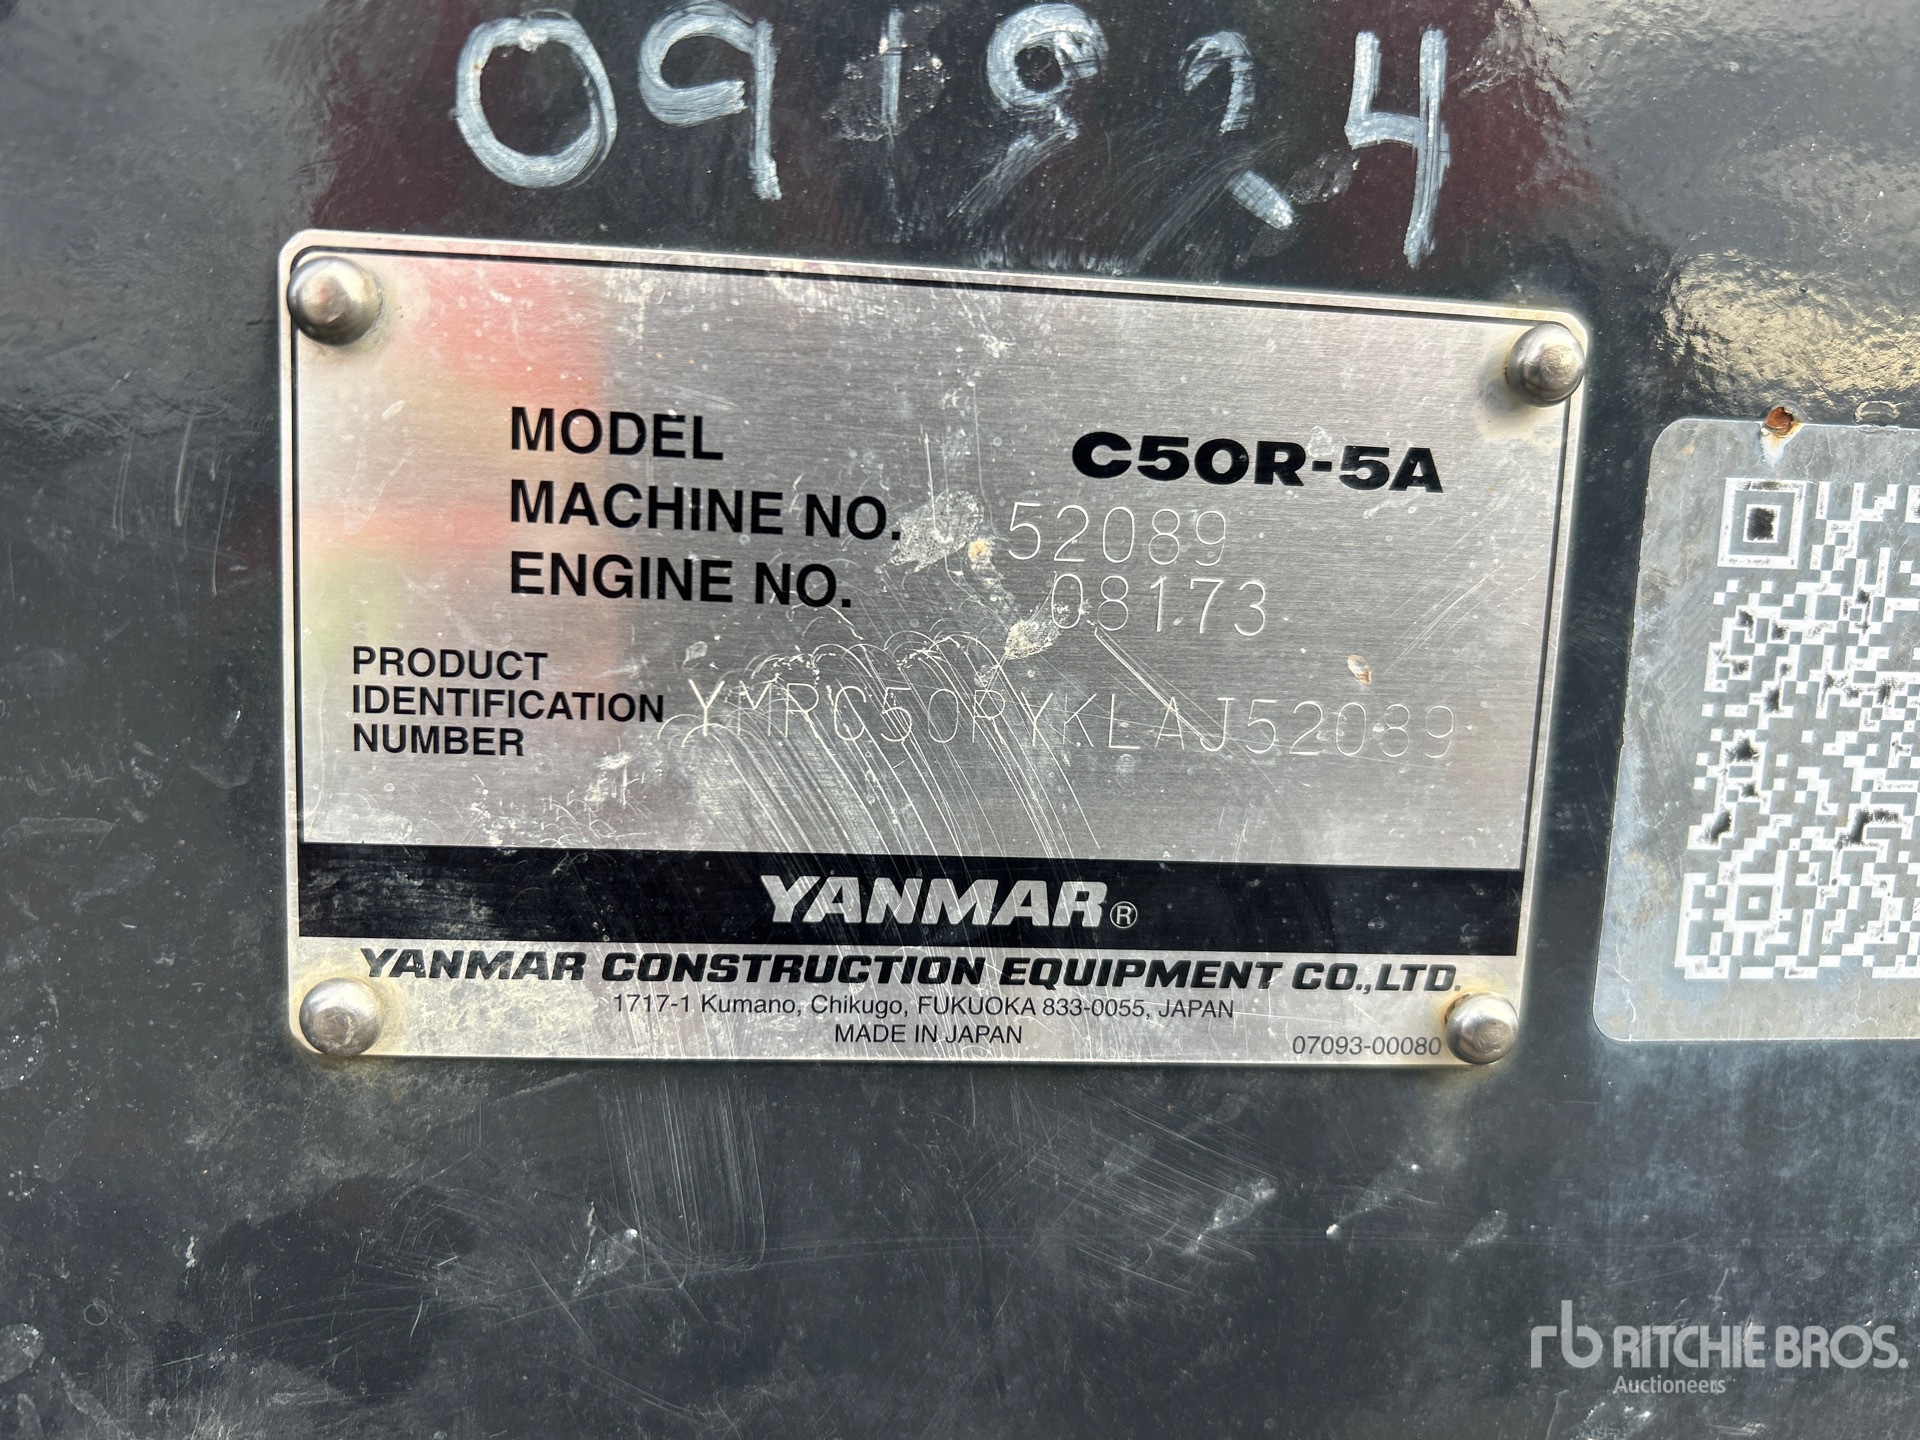 091924
MODEL C50R-5A
MACHINE NO. 52089
ENGINE NO. 08173
PRODUCT
IDENTIFICATION
NUMBER
YMRC50RYKLAJ52089
YANMAR®
YANMAR CONSTRUCTION EQUIPMENT CO.,LTD.
1717-1 Kumano, Chikugo, FUKUOKA 833-0055, JAPAN
MADE IN JAPAN
07093-00080
rb RITCHIE BROS.
Auctioneers